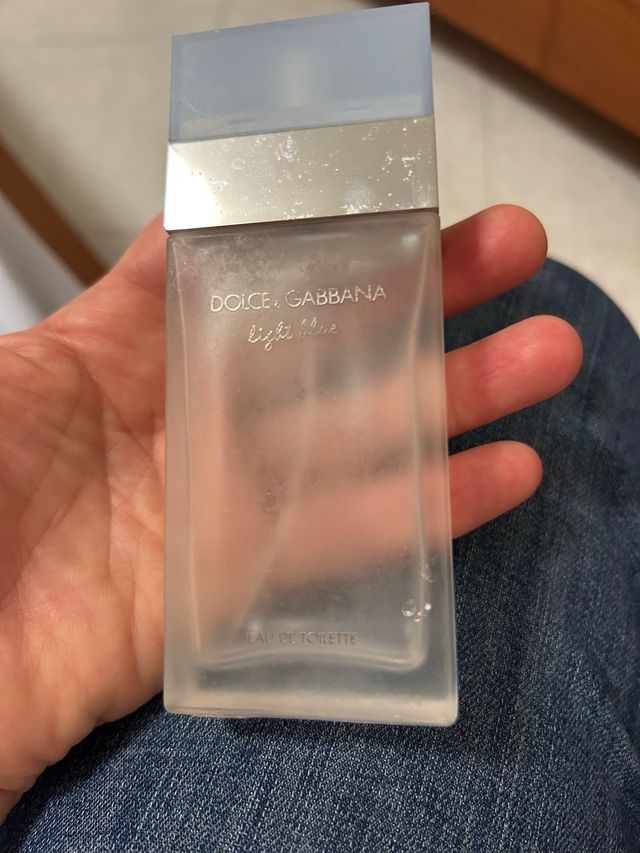 DOLCE & GABBANA
light blue
EAU DE TOILETTE